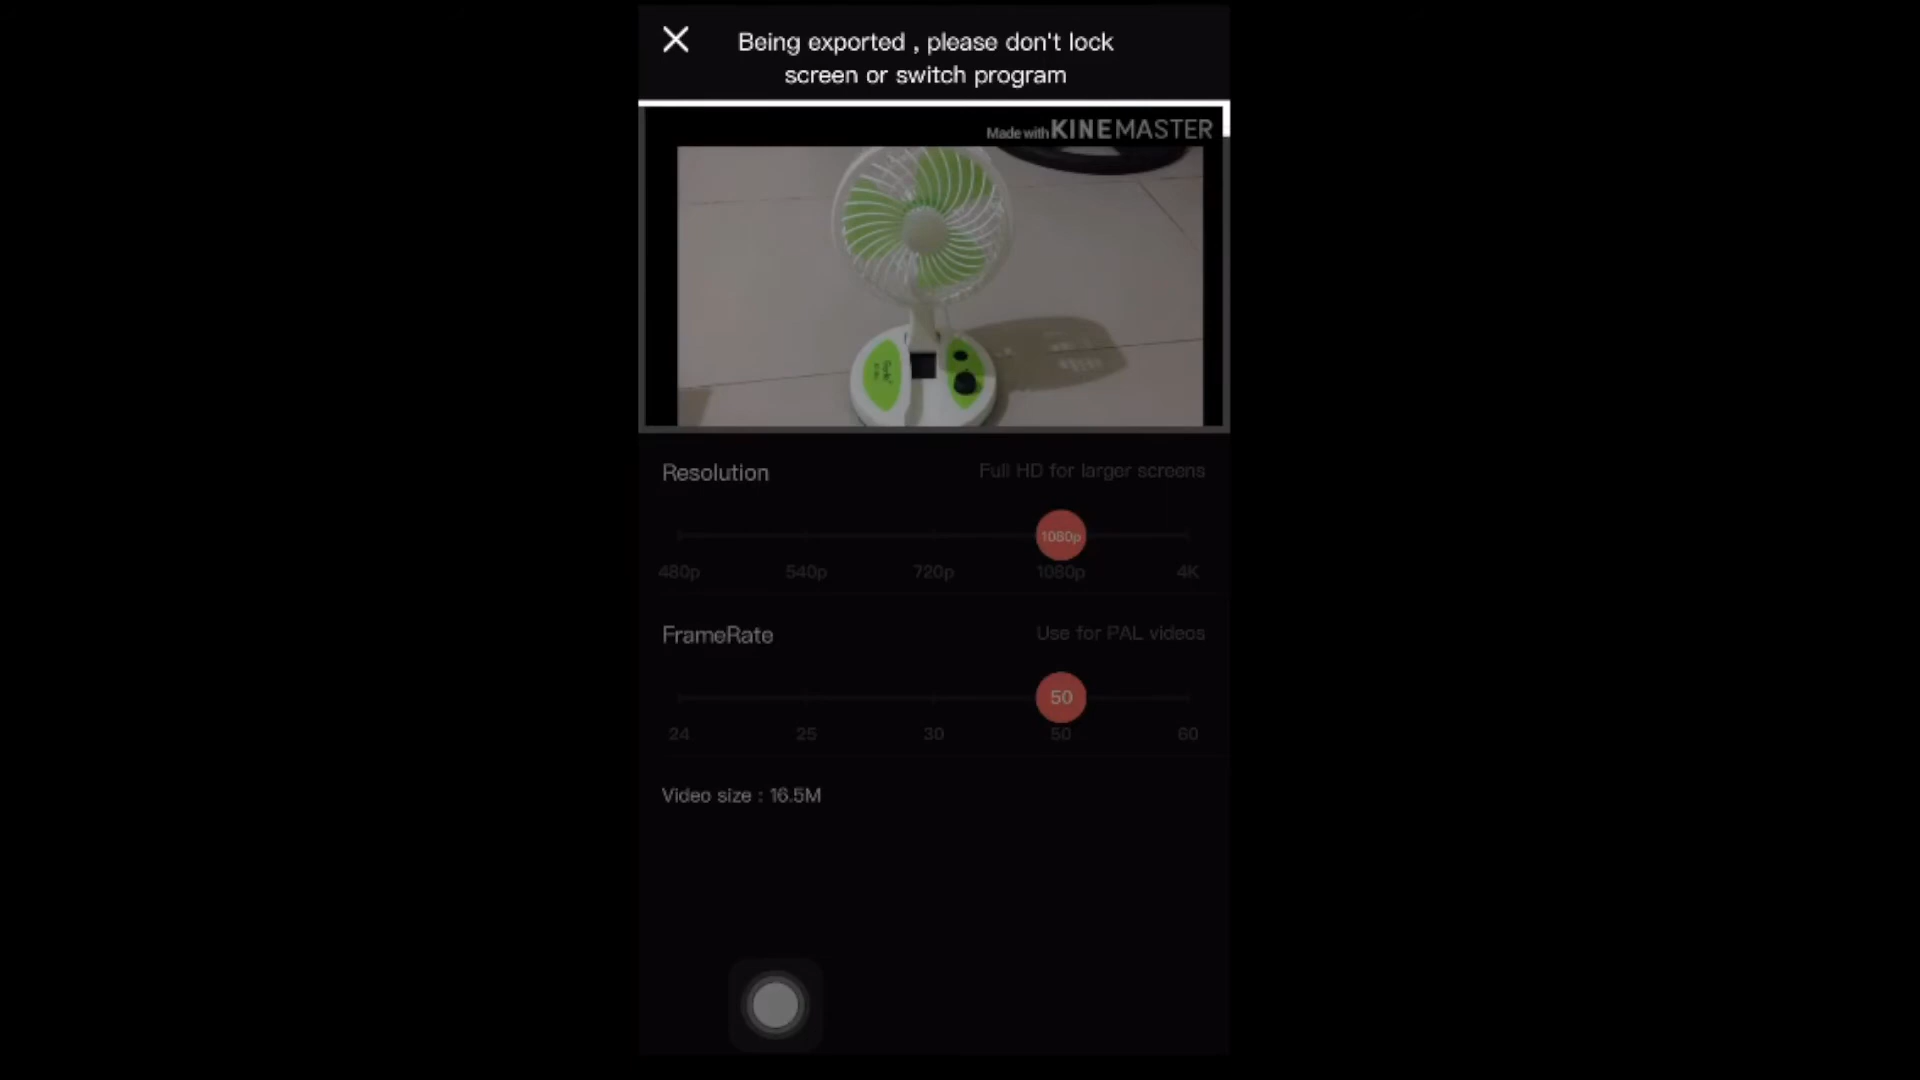 Being exported , please don't lock
screen or switch program
Made with KINEMASTER
Resolution
Full HD for larger screens
1080p
480p 540p 720p 1080p 4K
FrameRate
Use for PAL videos
50
24 25 30 50 60
Video size : 16.5M